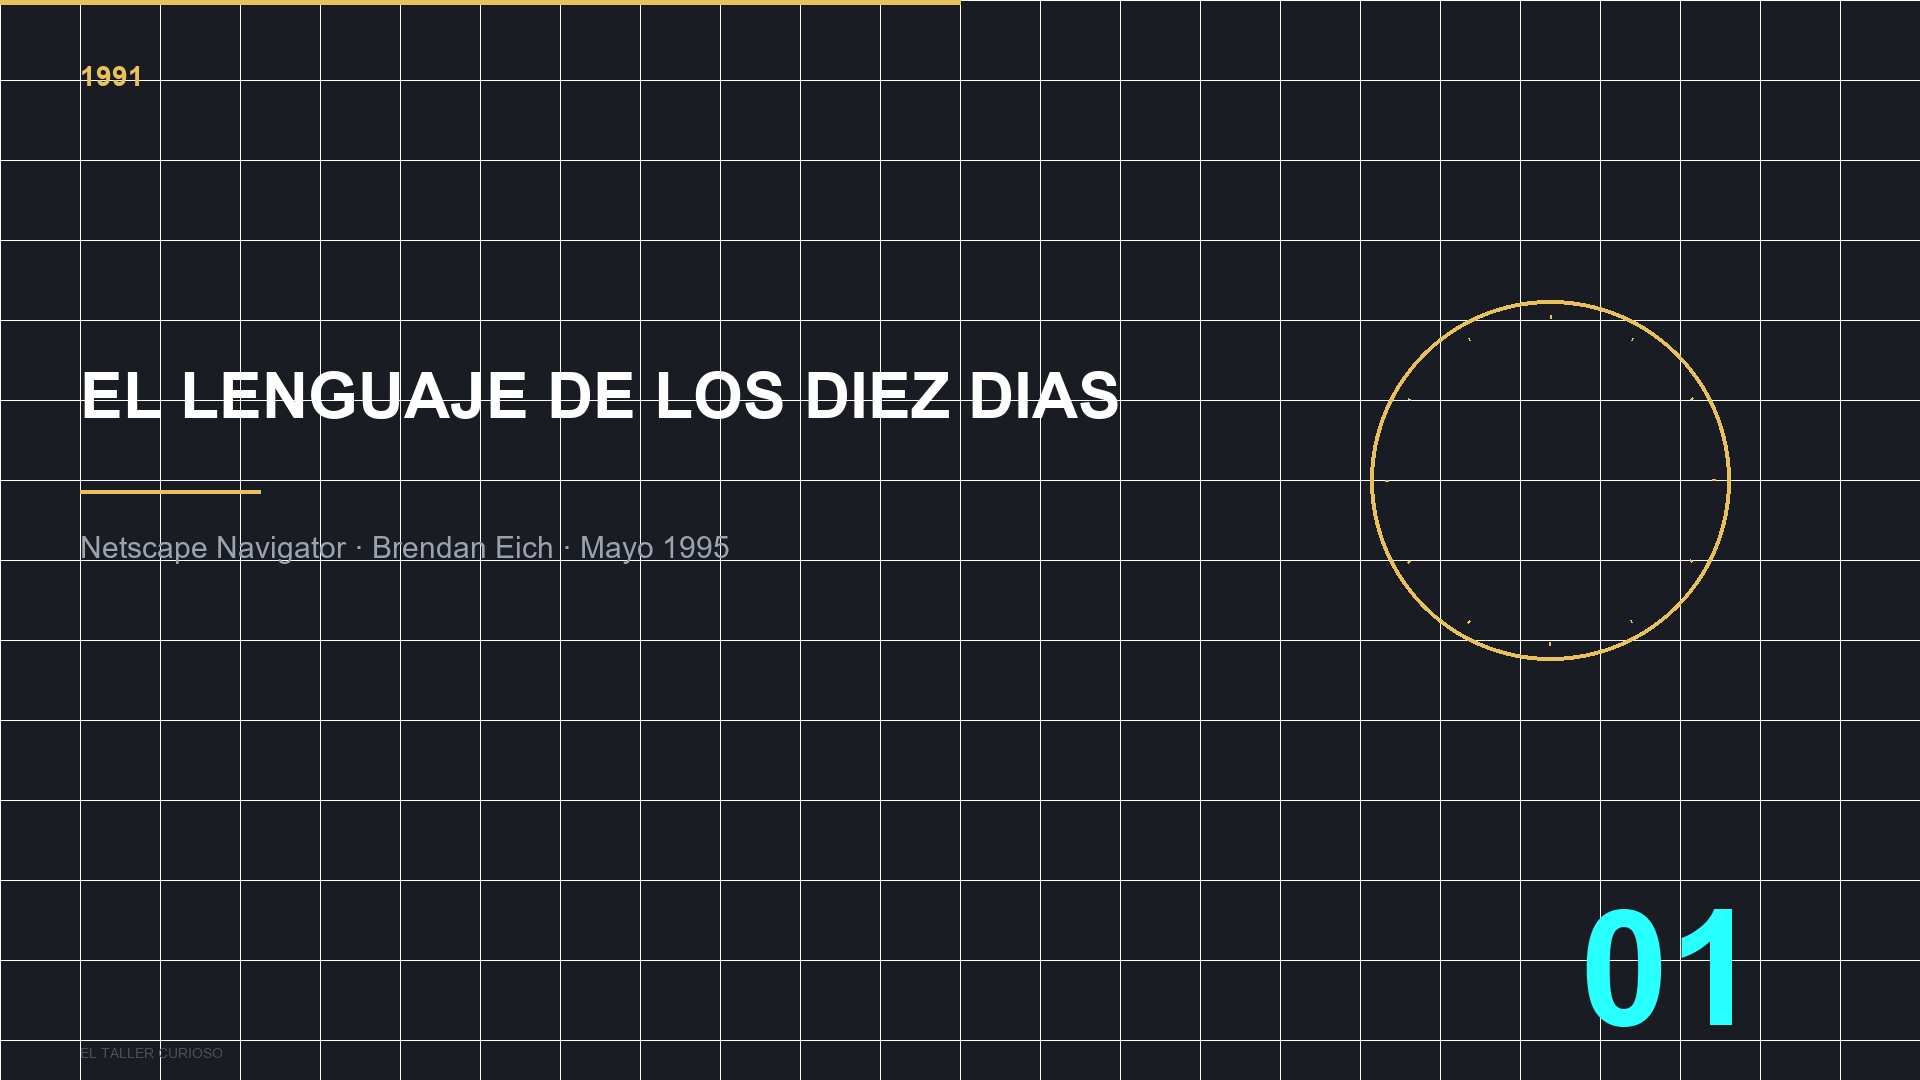 1991
EL LENGUAJE DE LOS DIEZ DIAS
Netscape Navigator · Brendan Eich · Mayo 1995
01
EL TALLER CURIOSO